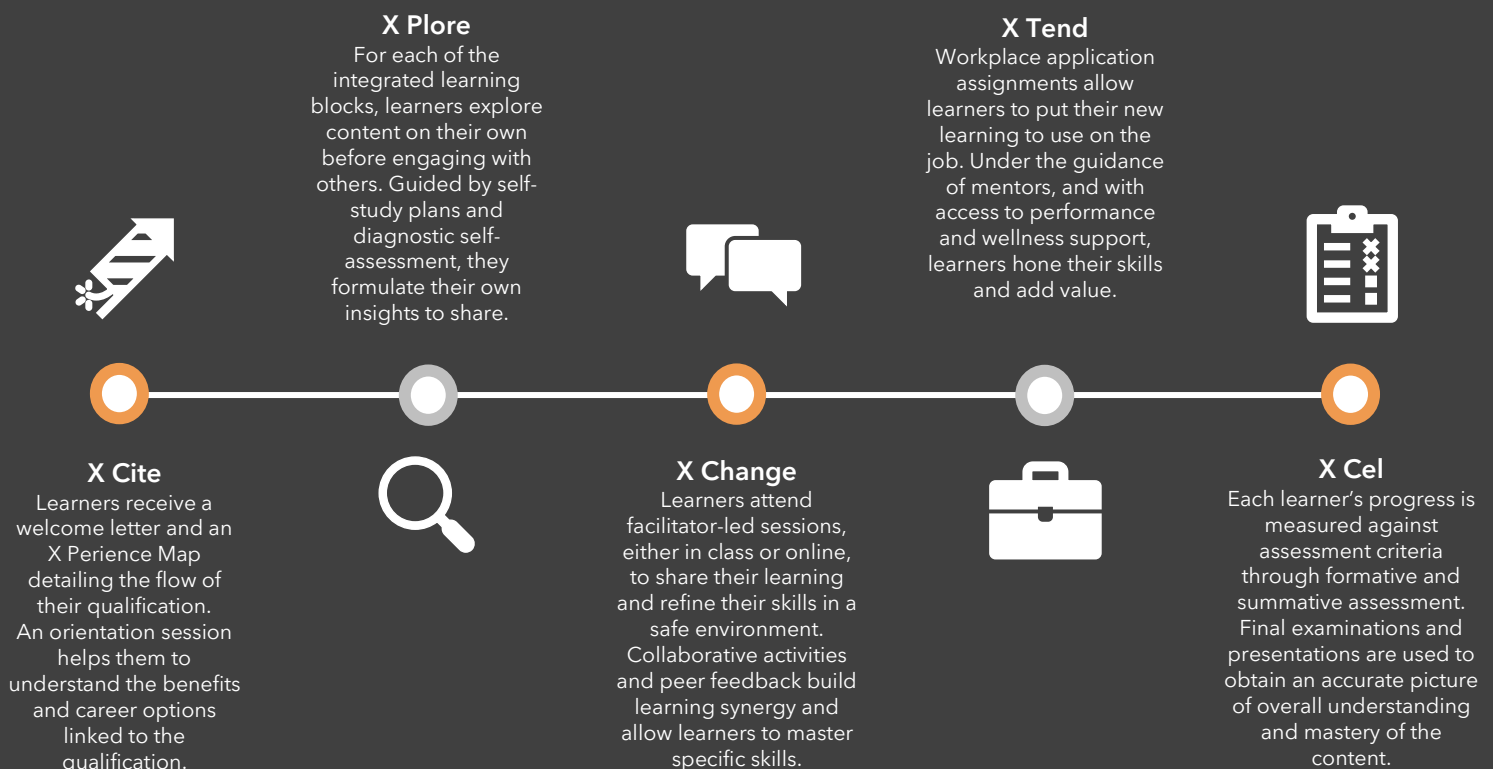 X Plore
For each of the
integrated learning
blocks, learners explore
content on their own
before engaging with
others. Guided by self-
study plans and
diagnostic self-
assessment, they
formulate their own
insights to share.
X Tend
Workplace application
assignments allow
learners to put their new
learning to use on the
job. Under the guidance
of mentors, and with
access to performance
and wellness support,
learners hone their skills
and add value.
X Cite
Learners receive a
welcome letter and an
X Perience Map
detailing the flow of
their qualification.
An orientation session
helps them to
understand the benefits
and career options
linked to the
qualification.
X Change
Learners attend
facilitator-led sessions,
either in class or online,
to share their learning
and refine their skills in a
safe environment.
Collaborative activities
and peer feedback build
learning synergy and
allow learners to master
specific skills.
X Cel
Each learner’s progress is
measured against
assessment criteria
through formative and
summative assessment.
Final examinations and
presentations are used to
obtain an accurate picture
of overall understanding
and mastery of the
content.